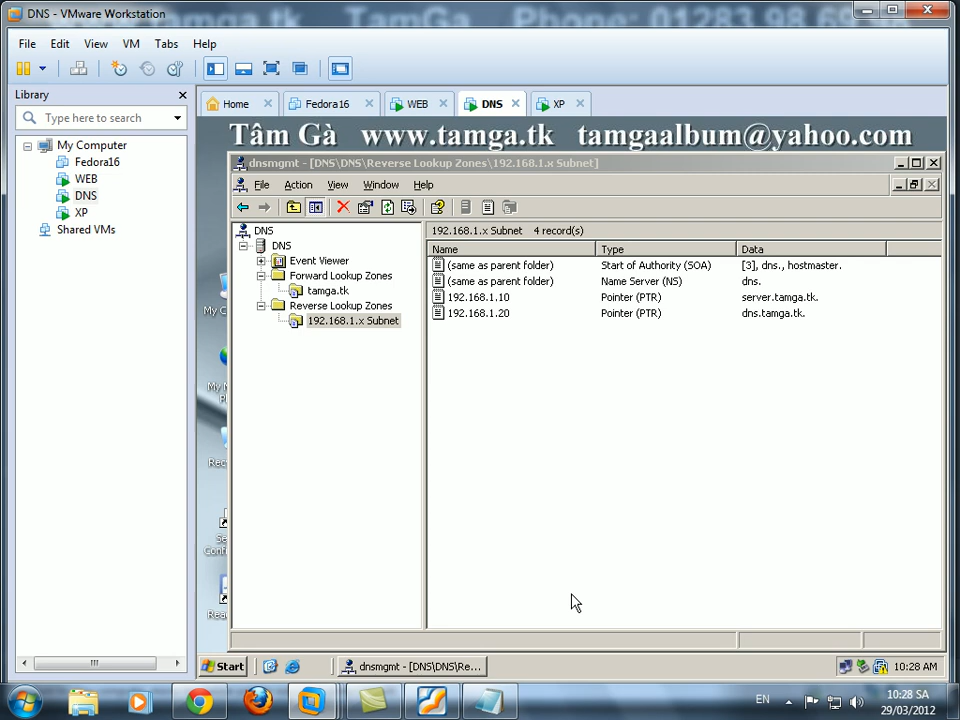 DNS - VMware Workstation
File Edit View VM Tabs Help
Library
Type here to search
My Computer
Fedora16
WEB
DNS
XP
Shared VMs
Home Fedora16 WEB DNS XP
Tâm Gà www.tamga.tk tamgaalbum@yahoo.com
dnsmgmt - [DNS\DNS\Reverse Lookup Zones\192.168.1.x Subnet]
File Action View Window Help
DNS
DNS
Event Viewer
Forward Lookup Zones
tamga.tk
Reverse Lookup Zones
192.168.1.x Subnet
192.168.1.x Subnet 4 record(s)
Name Type Data
(same as parent folder) Start of Authority (SOA) [3], dns., hostmaster.
(same as parent folder) Name Server (NS) dns.
192.168.1.10 Pointer (PTR) server.tamga.tk.
192.168.1.20 Pointer (PTR) dns.tamga.tk.
Start dnsmgmt - [DNS\DNS\Re... 10:28 AM
EN 10:28 SA
29/03/2012